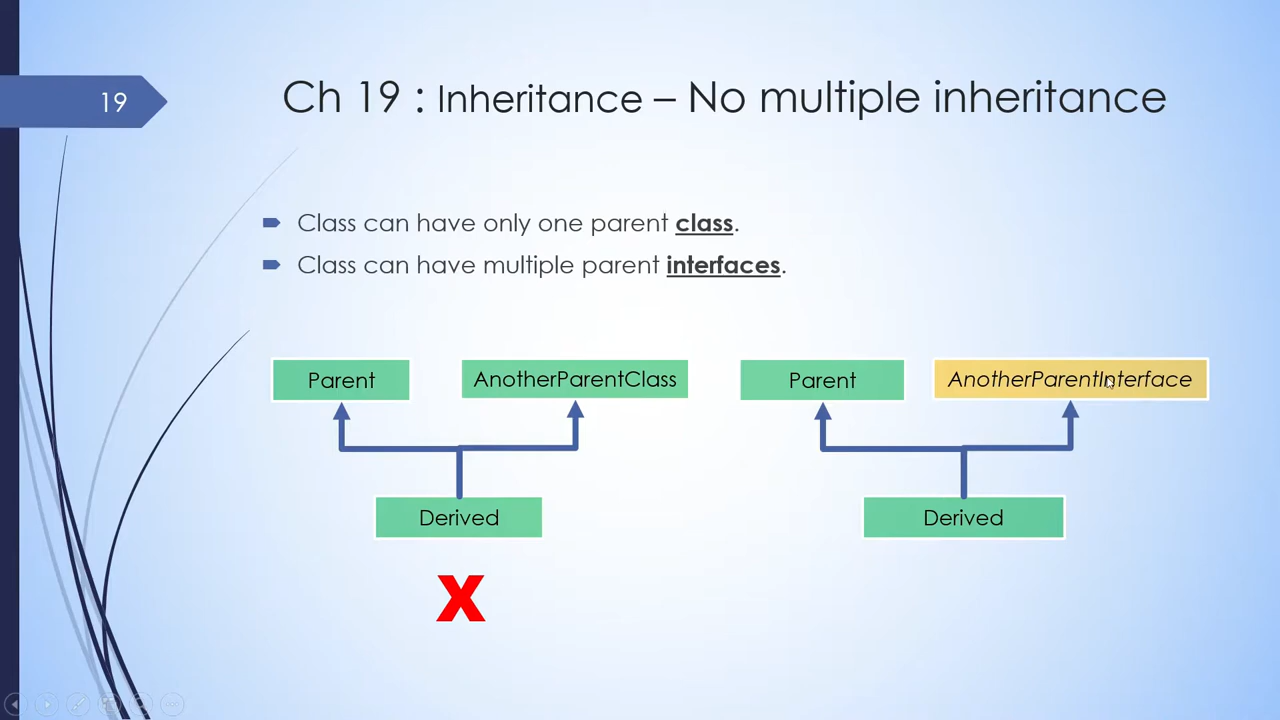 19
Ch 19 : Inheritance – No multiple inheritance
Class can have only one parent class.
Class can have multiple parent interfaces.
Parent
AnotherParentClass
Parent
AnotherParentInterface
Derived
Derived
X